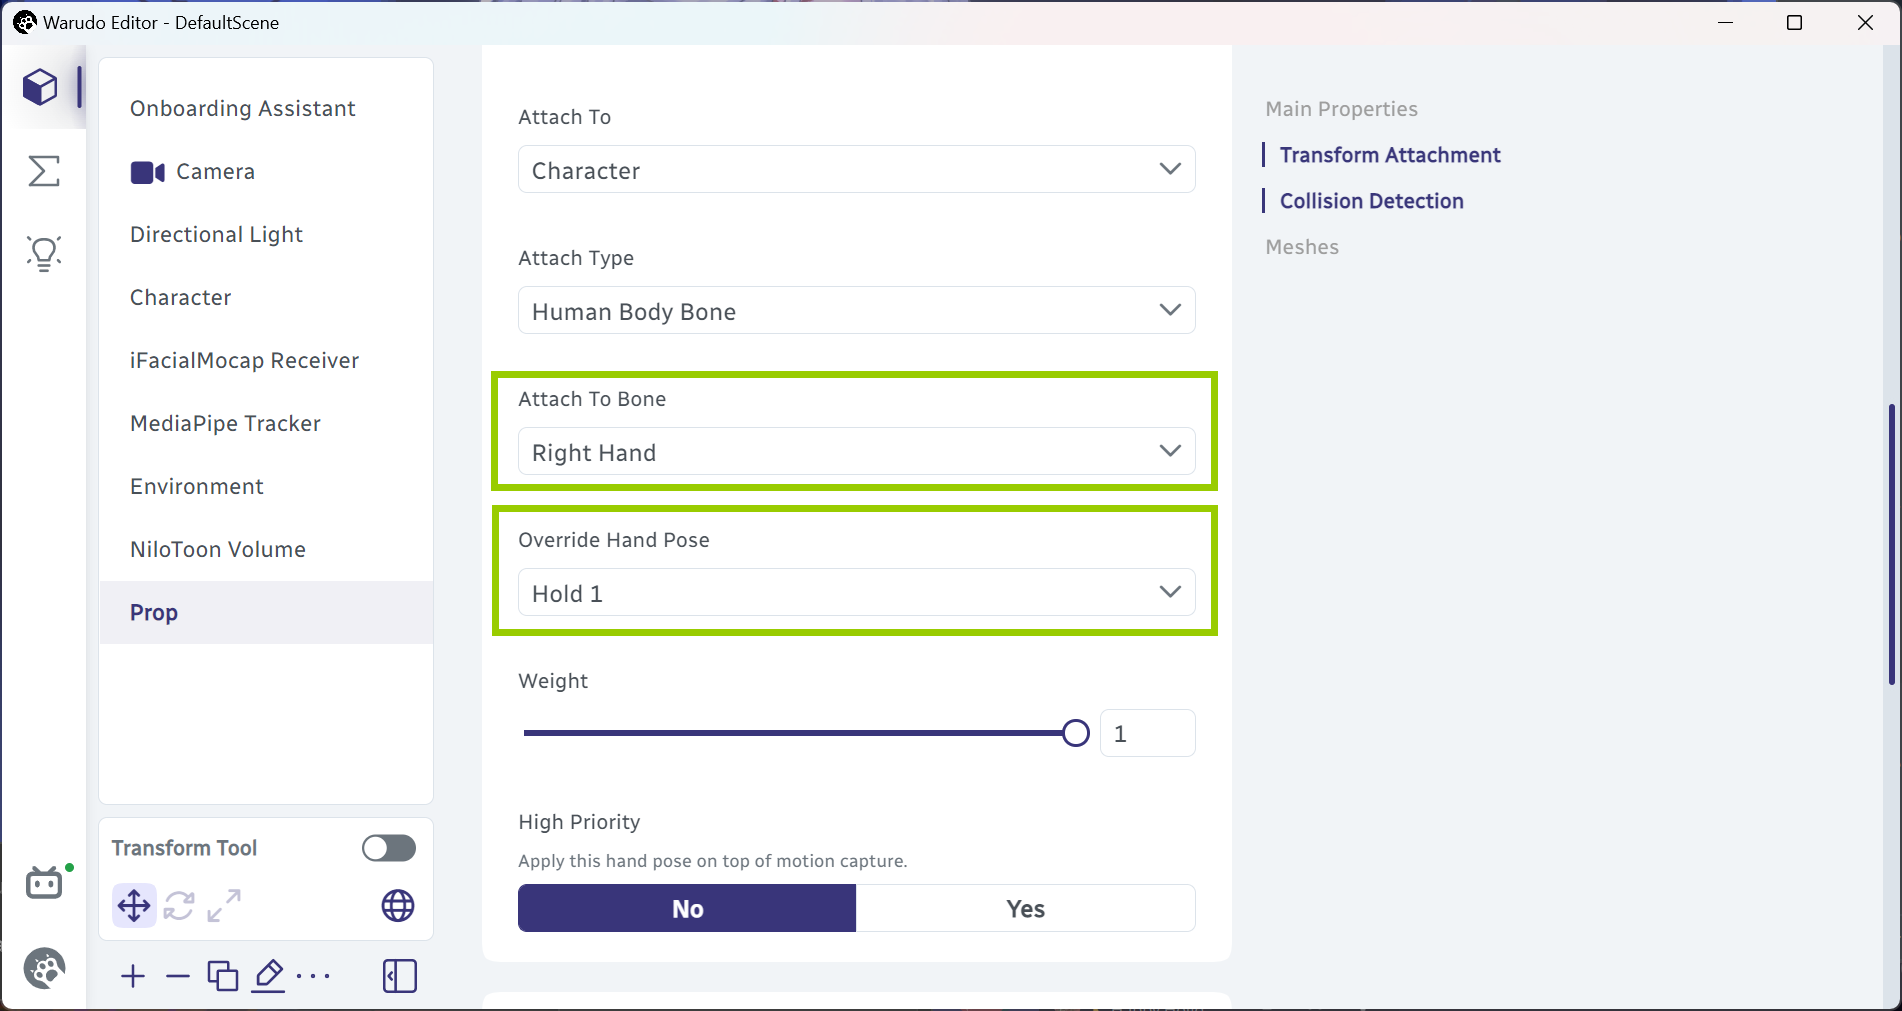 Warudo Editor - DefaultScene
Onboarding Assistant
Camera
Directional Light
Character
iFacialMocap Receiver
MediaPipe Tracker
Environment
NiloToon Volume
Prop
Transform Tool
Attach To
Character
Attach Type
Human Body Bone
Attach To Bone
Right Hand
Override Hand Pose
Hold 1
Weight
1
High Priority
Apply this hand pose on top of motion capture.
No
Yes
Main Properties
Transform Attachment
Collision Detection
Meshes